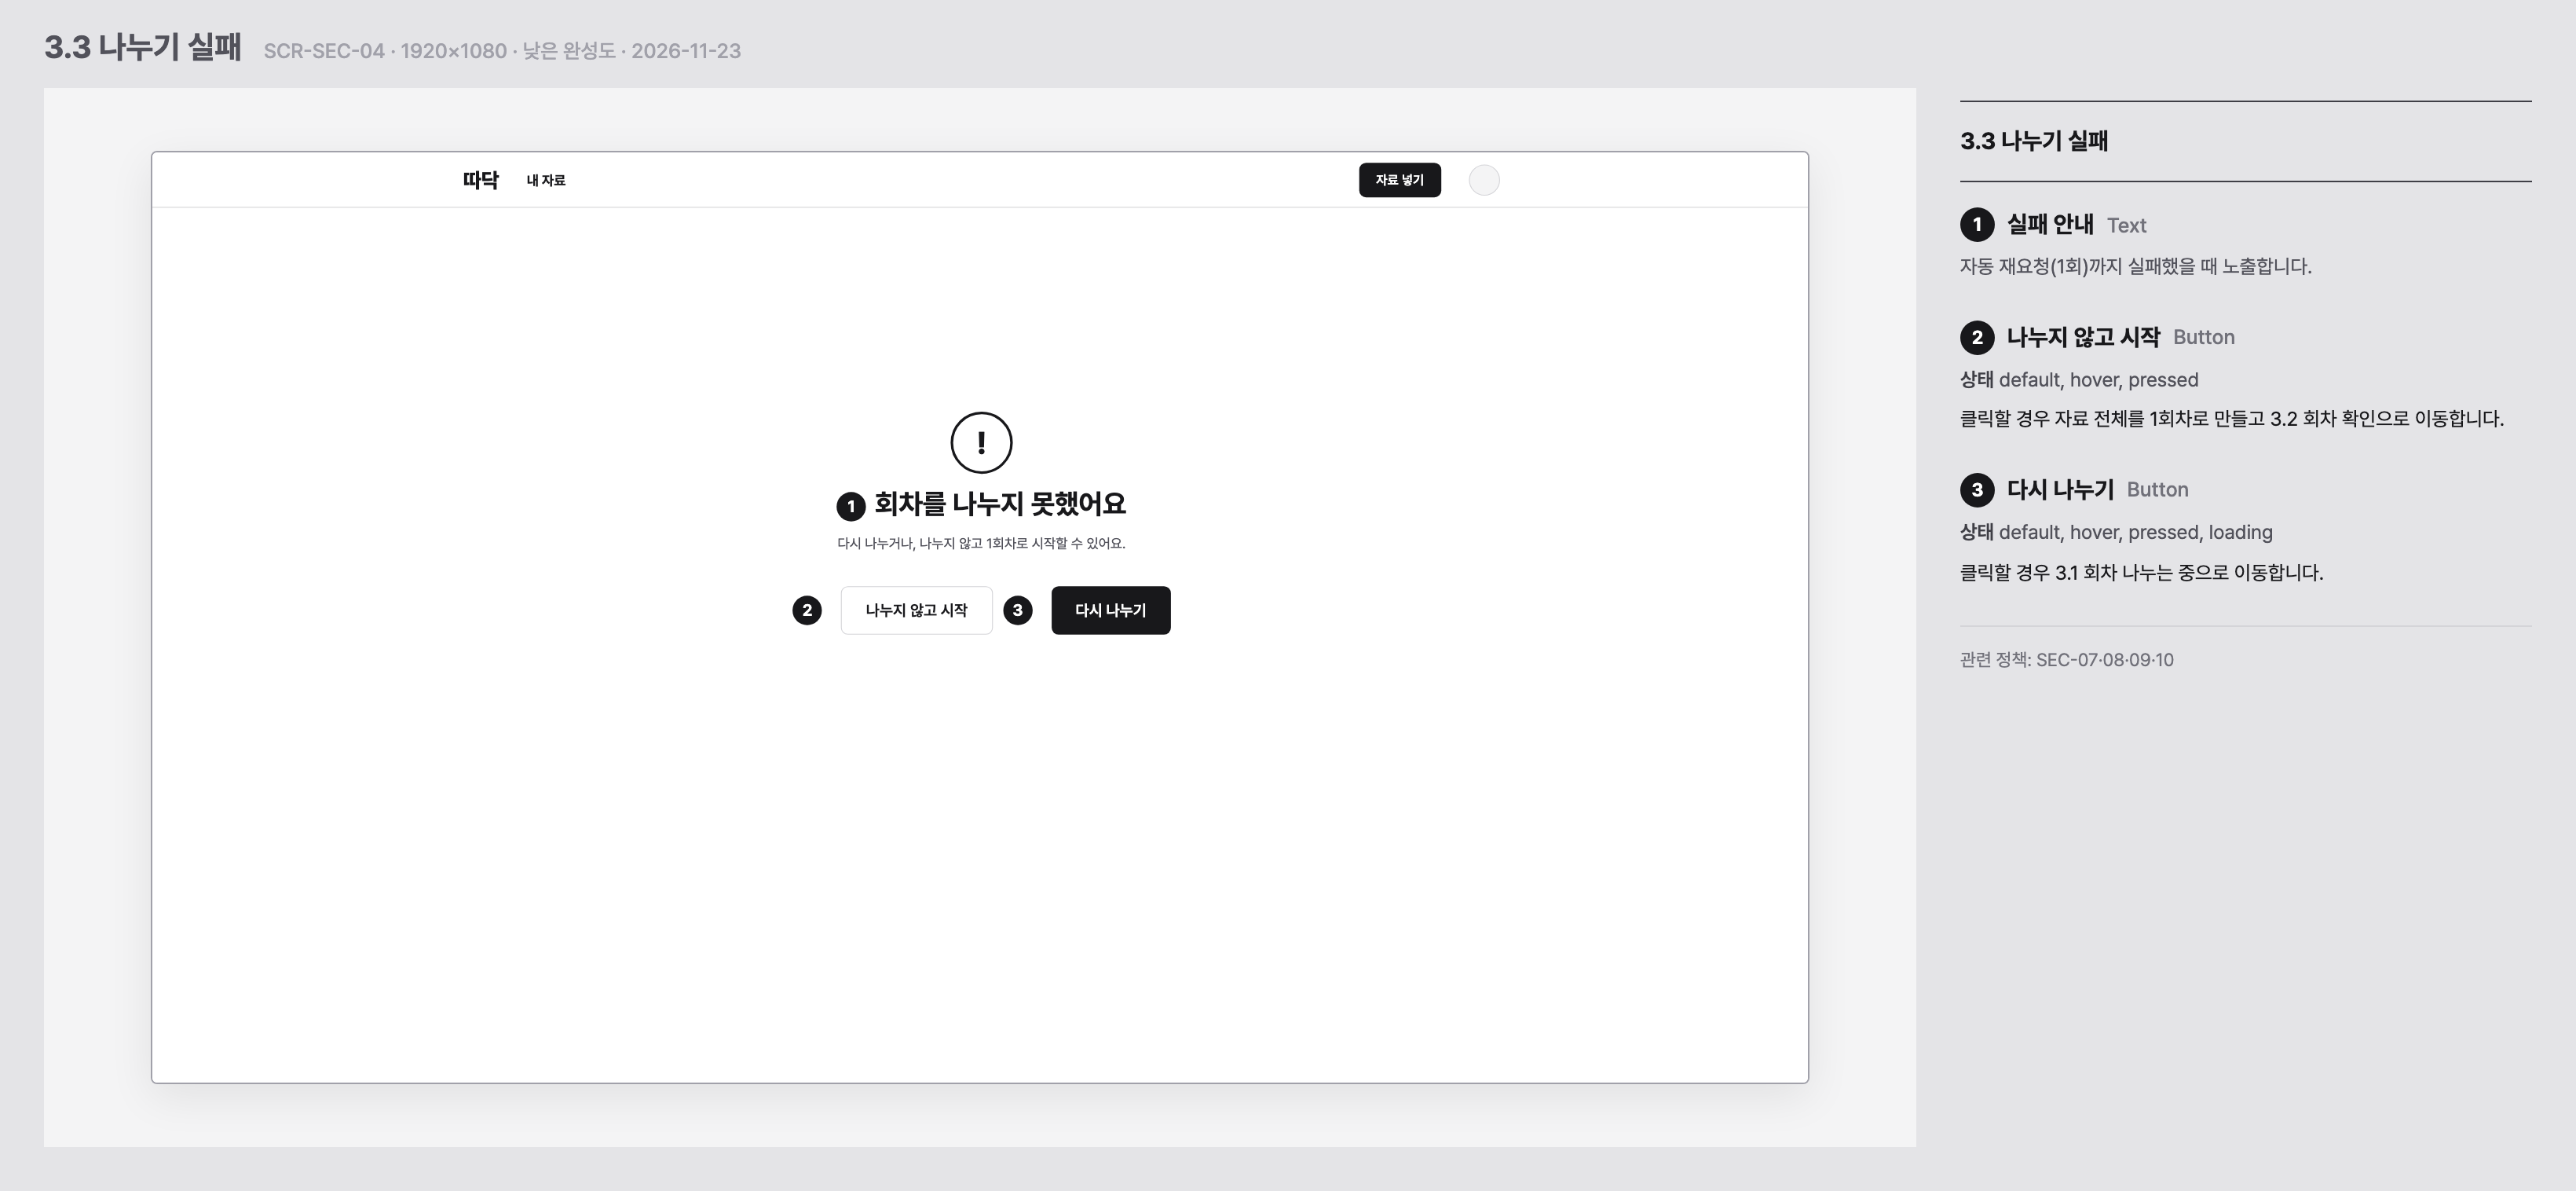 3.3 나누기 실패 SCR-SEC-04 · 1920×1080 · 낮은 완성도 · 2026-11-23
따닥 내 자료 자료 넣기
!
1 회차를 나누지 못했어요
다시 나누거나, 나누지 않고 1회차로 시작할 수 있어요.
2 나누지 않고 시작 3 다시 나누기
3.3 나누기 실패
1 실패 안내 Text
자동 재요청(1회)까지 실패했을 때 노출합니다.
2 나누지 않고 시작 Button
상태 default, hover, pressed
클릭할 경우 자료 전체를 1회차로 만들고 3.2 회차 확인으로 이동합니다.
3 다시 나누기 Button
상태 default, hover, pressed, loading
클릭할 경우 3.1 회차 나누는 중으로 이동합니다.
관련 정책: SEC-07·08·09·10